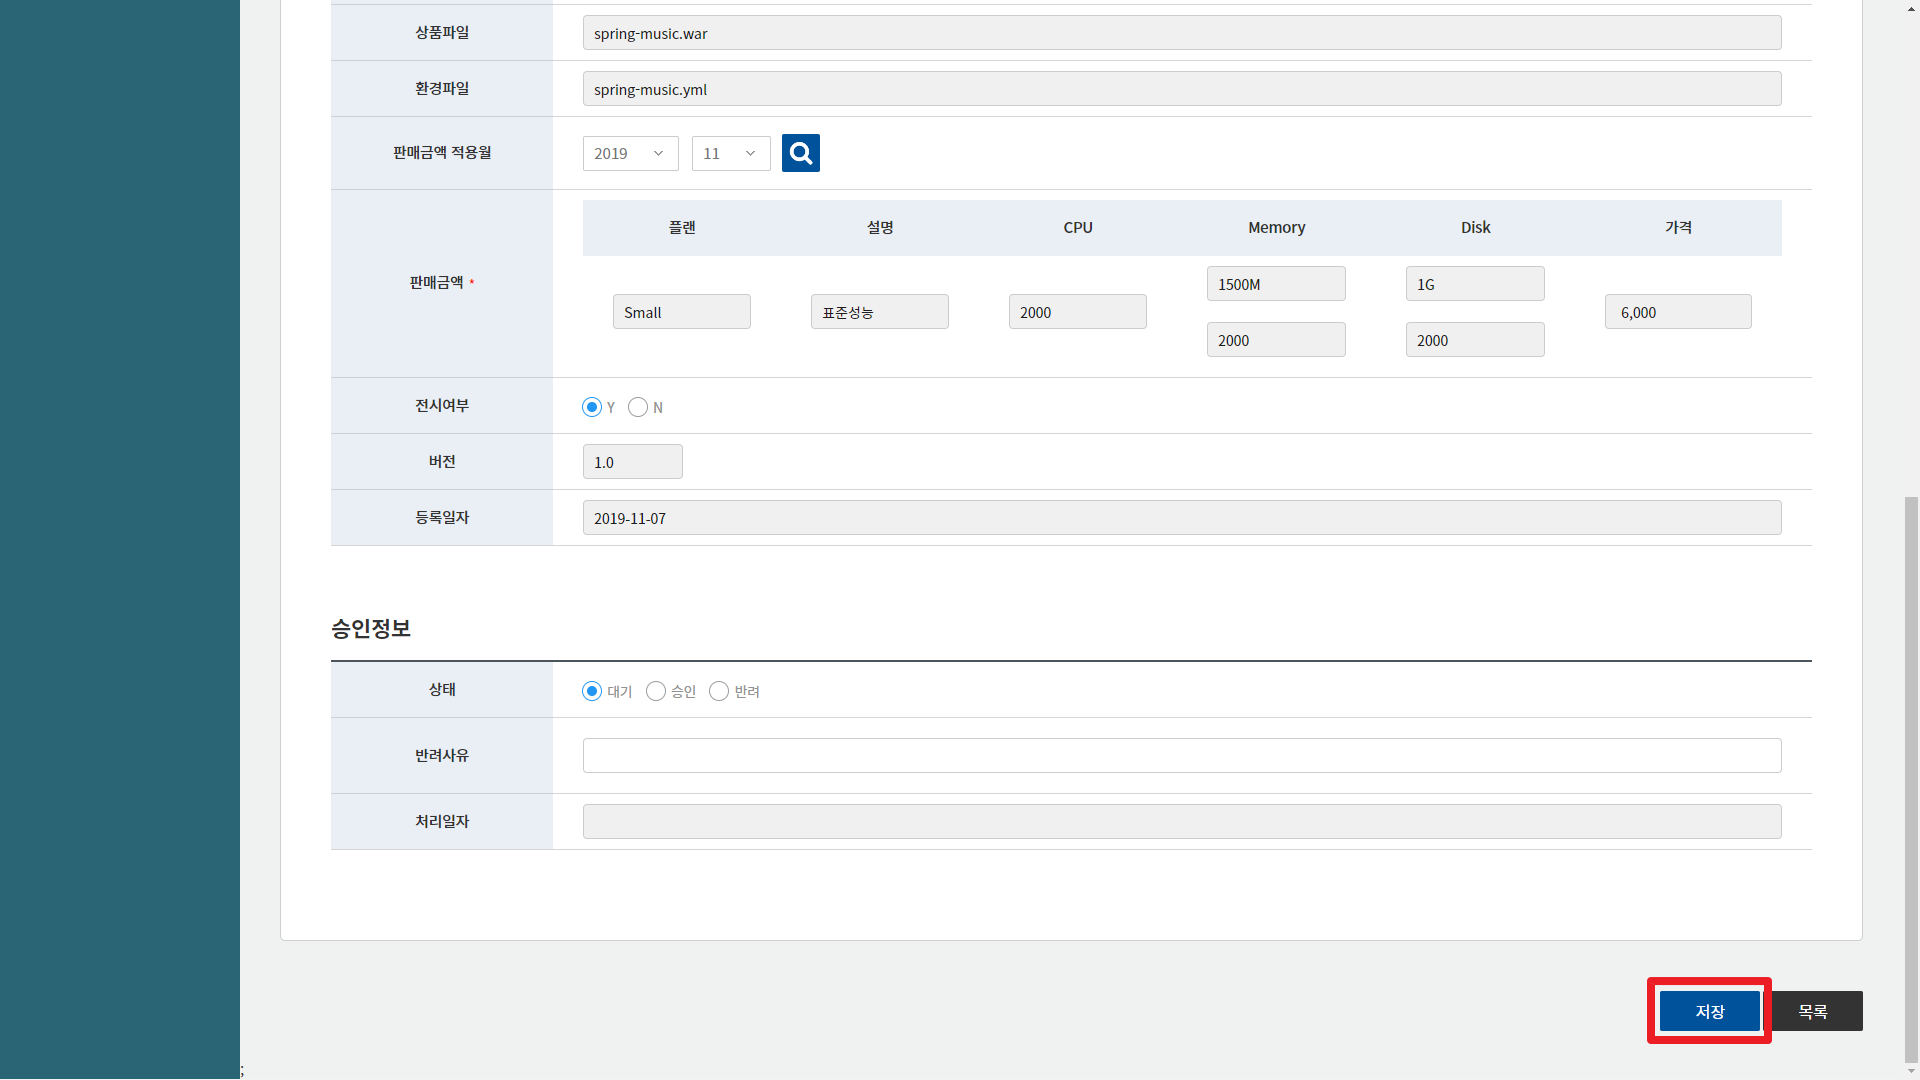 상품파일 spring-music.war
환경파일 spring-music.yml
판매금액 적용월 2019 11
플랜 설명 CPU Memory Disk 가격
판매금액 *
1500M 1G
Small 표준성능 2000 6,000
2000 2000
전시여부 Y N
버전 1.0
등록일자 2019-11-07
승인정보
상태 대기 승인 반려
반려사유
처리일자
저장 목록
;